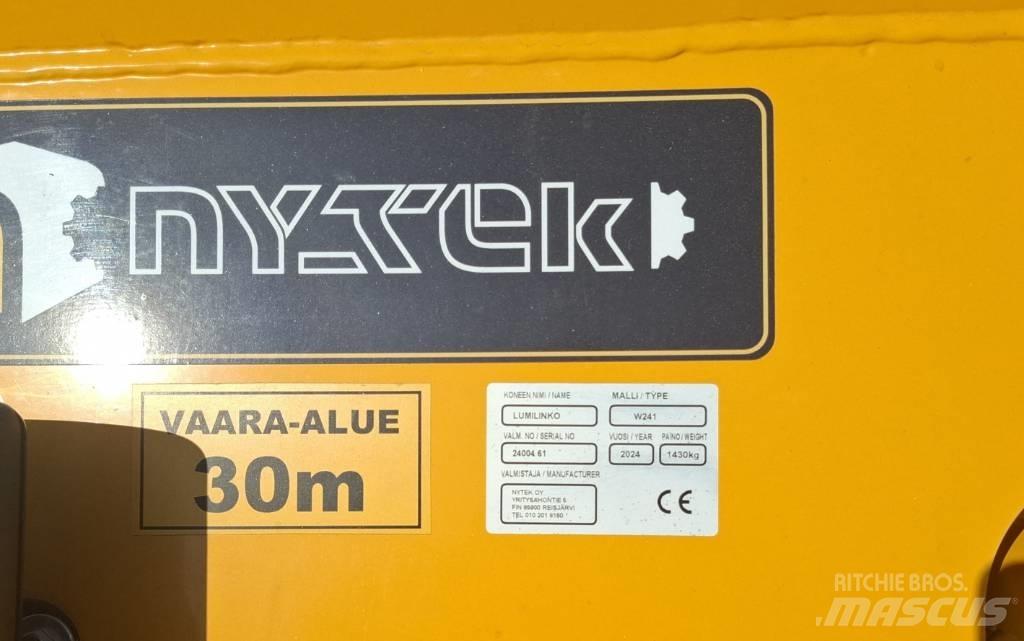 nytek
VAARA-ALUE
30m
KONEEN NIMI / NAME
LUMILINKO
MALLI / TYPE
W241
VALM. NO / SERIAL NO
24004 61
VUOSI / YEAR
2024
PAINO / WEIGHT
1430kg
VALMISTAJA / MANUFACTURER
NYTEK OY
YRITYSAHONTIE 5
FIN 85900 REISJÄRVI
TEL 010 201 9160
CE
RITCHIE BROS.
MASCUS